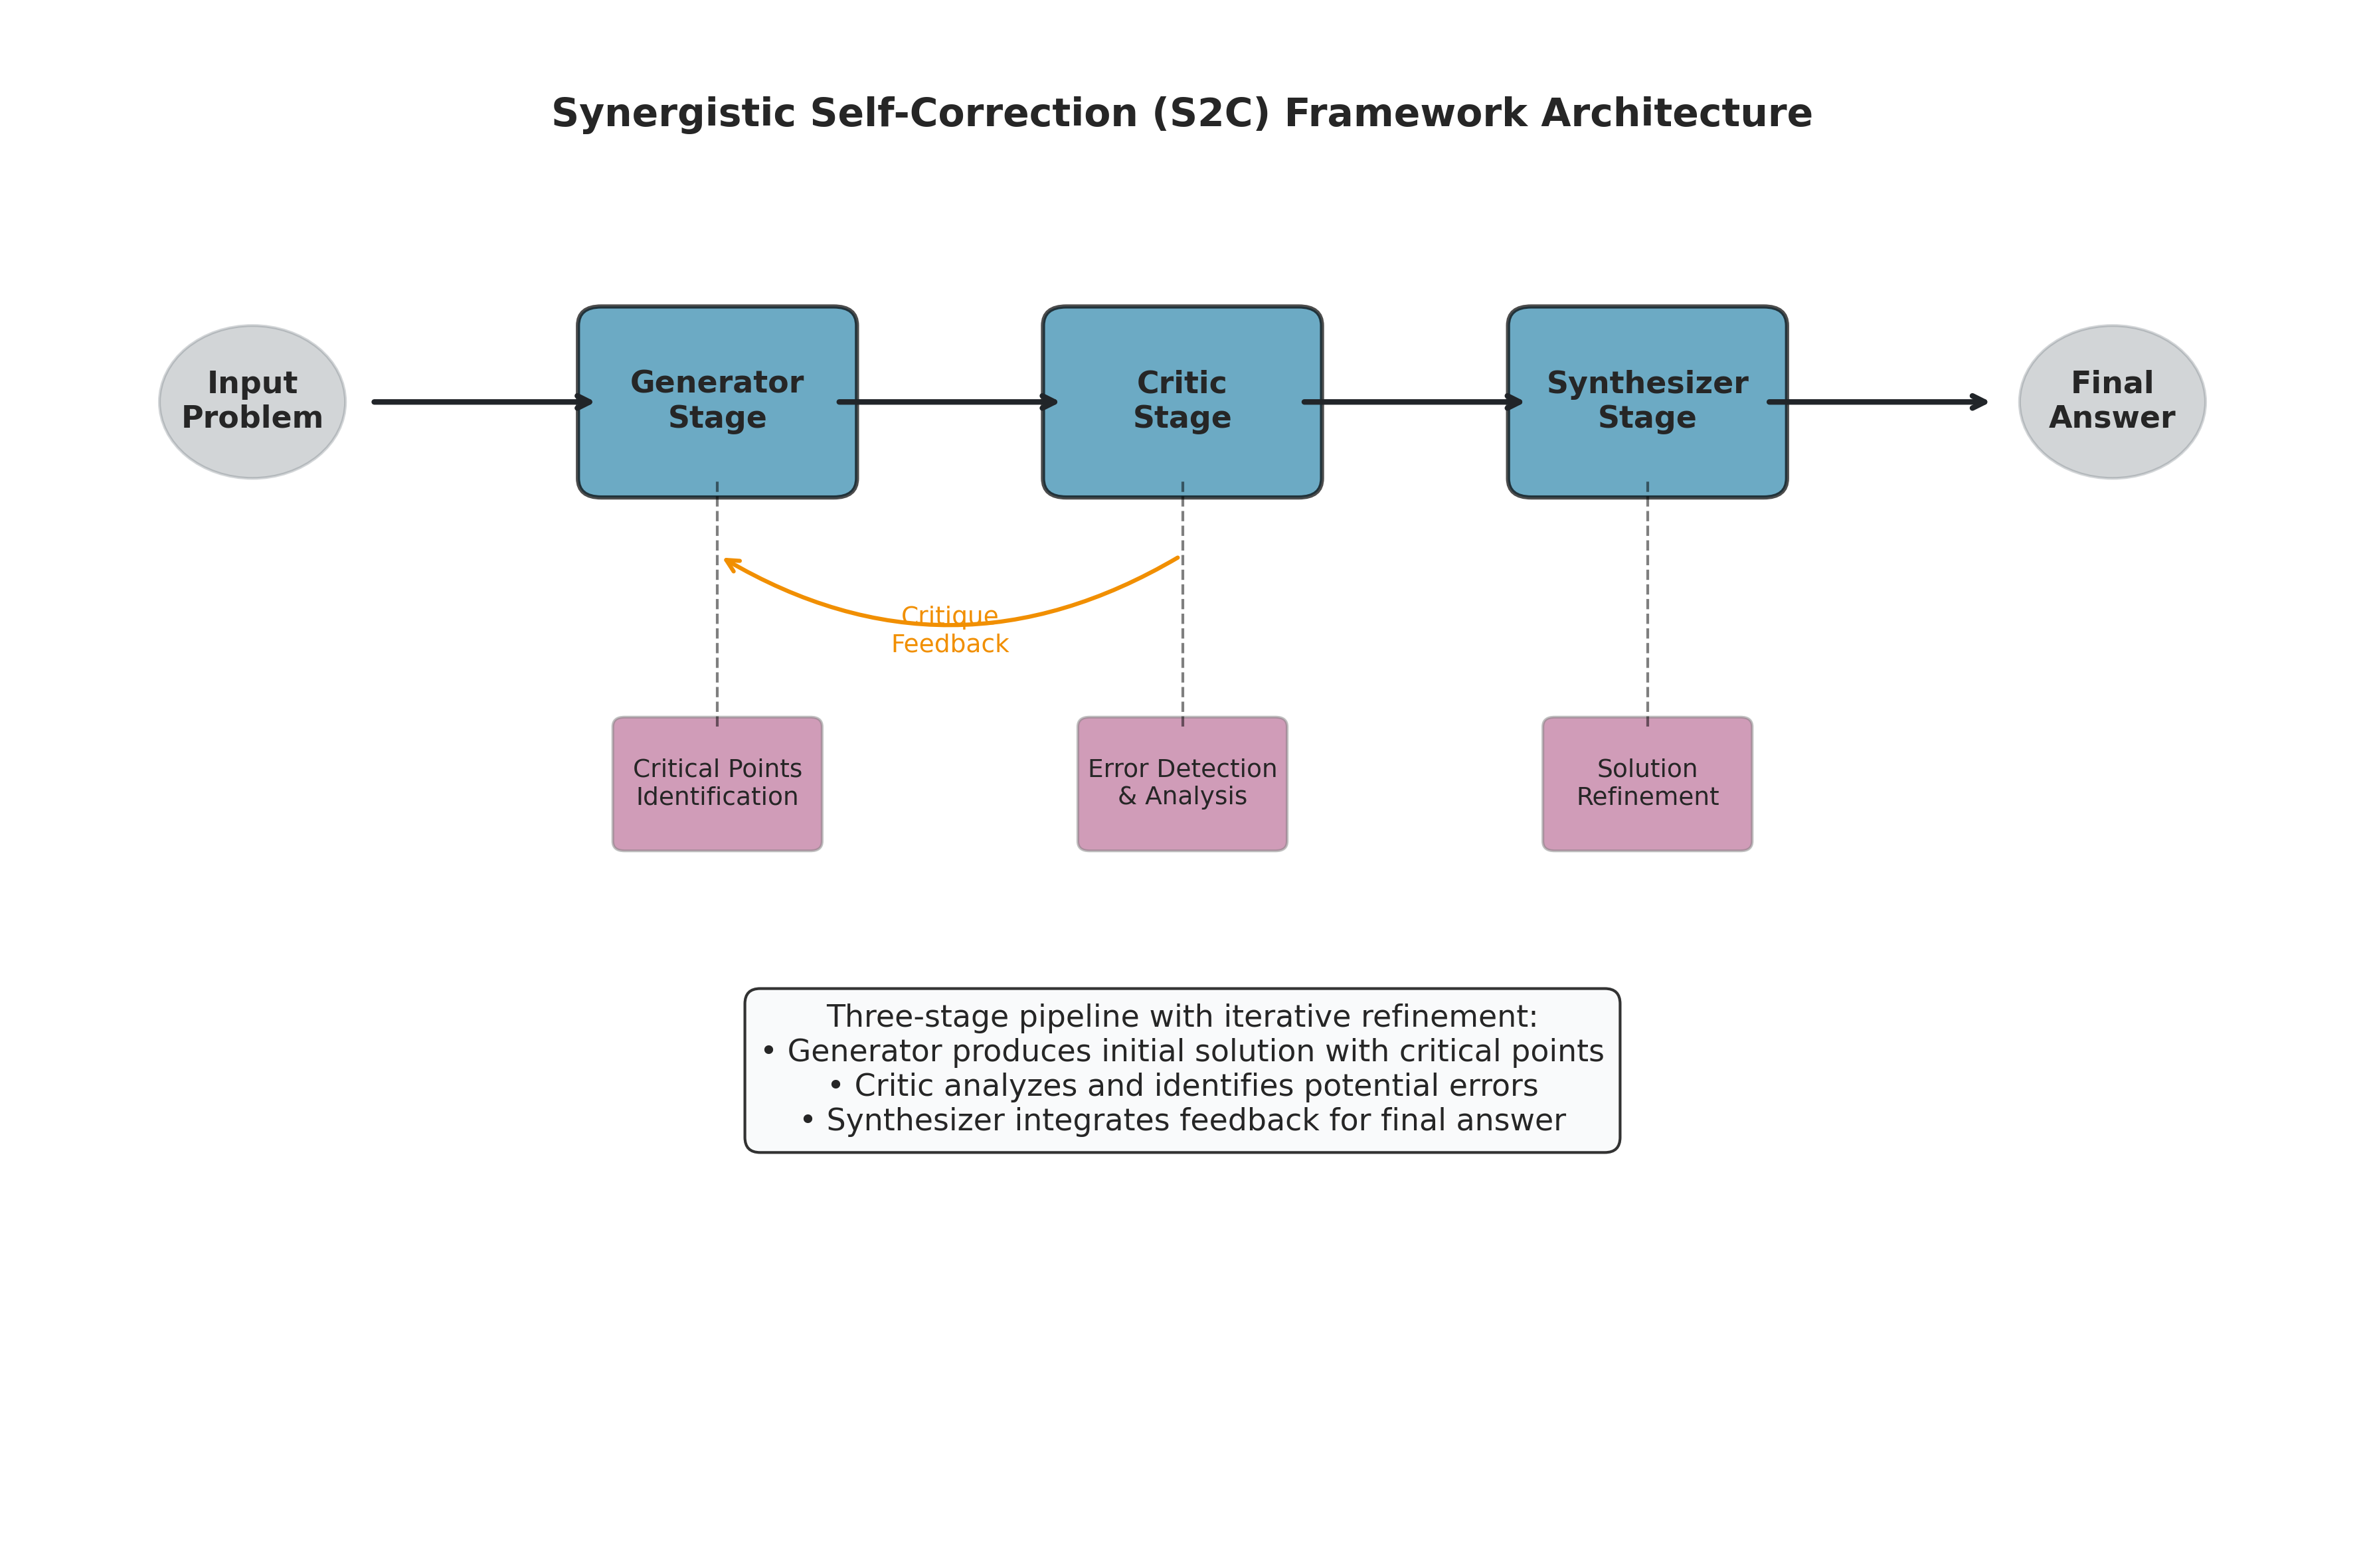 Synergistic Self-Correction (S2C) Framework Architecture
Input
Problem
Generator
Stage
Critic
Stage
Synthesizer
Stage
Final
Answer
Critique
Feedback
Critical Points
Identification
Error Detection
& Analysis
Solution
Refinement
Three-stage pipeline with iterative refinement:
• Generator produces initial solution with critical points
• Critic analyzes and identifies potential errors
• Synthesizer integrates feedback for final answer